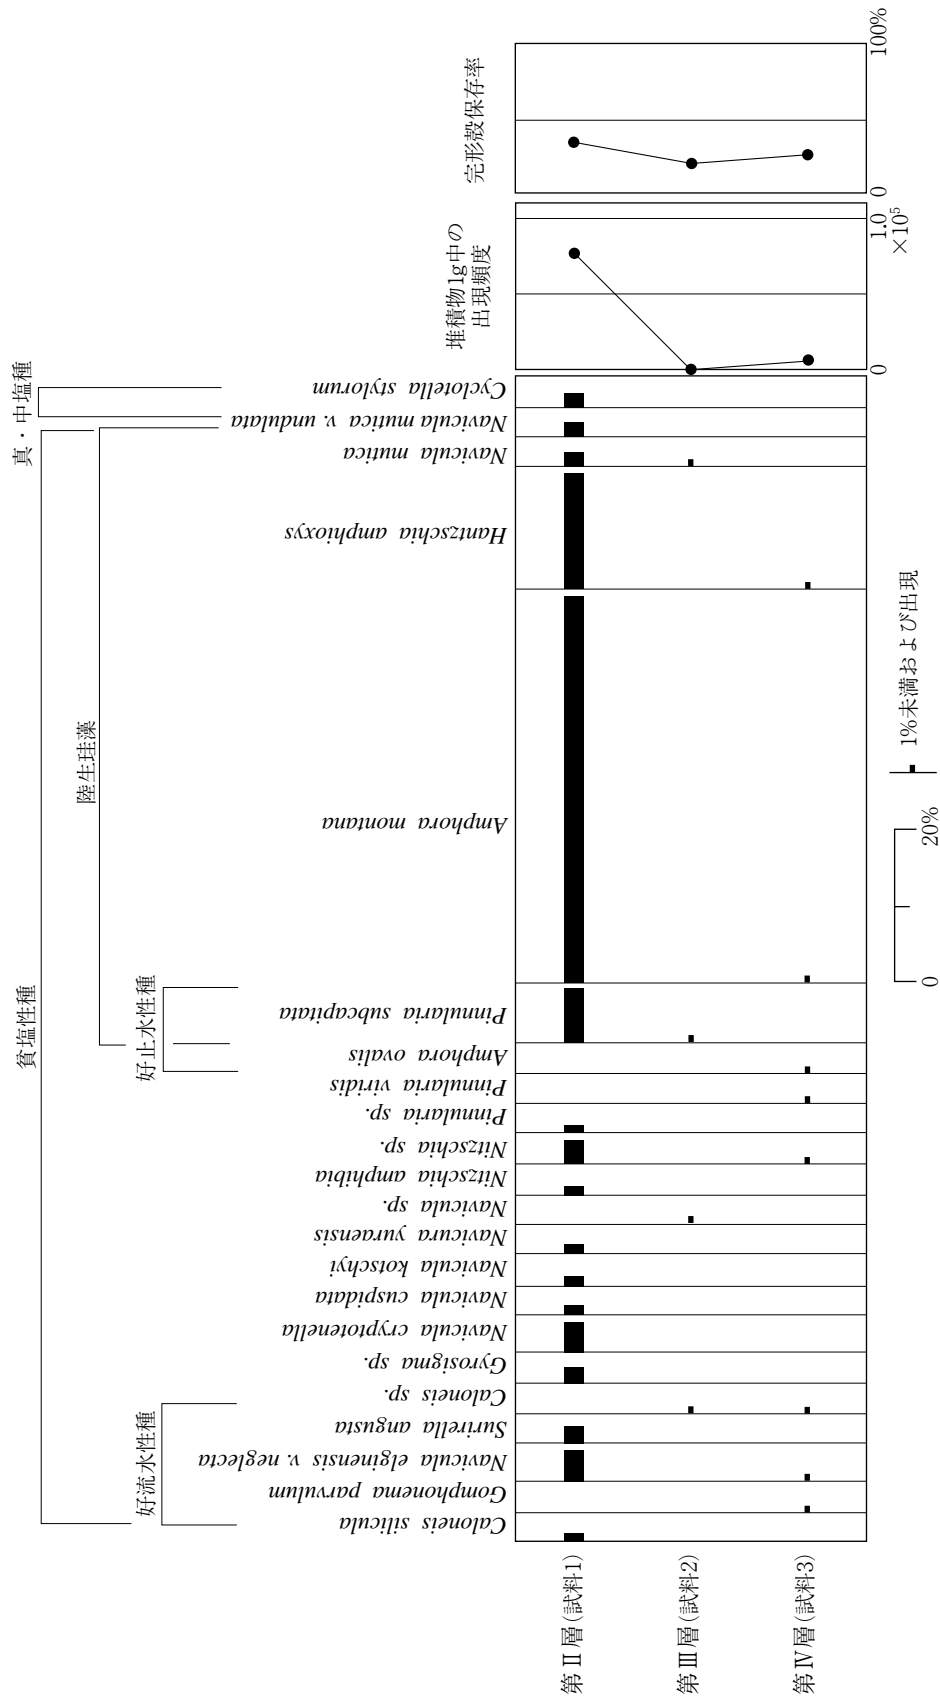 貧塩性種
真・中塩種
陸生珪藻
好流水性種
好止水性種
Caloneis silicula
Gomphonema parvulum
Navicula elginensis v. neglecta
Surirella angusta
Caloneis sp.
Gyrosigma sp.
Navicula cryptotenella
Navicula cuspidata
Navicula kotschyi
Navicura yuraensis
Navicula sp.
Nitzschia amphibia
Nitzschia sp.
Pinnularia sp.
Pinnularia viridis
Amphora ovalis
Pinnularia subcapitata
Amphora montana
Hantzschia amphioxys
Navicula mutica
Navicula mutica v. undulata
Cyclotella stylorum
堆積物1g中の
出現頻度
完形殻保存率
第Ⅱ層(試料1)
第Ⅲ層(試料2)
第Ⅳ層(試料3)
0
1.0
×10⁵
0
100%
0
20%
1%未満および出現